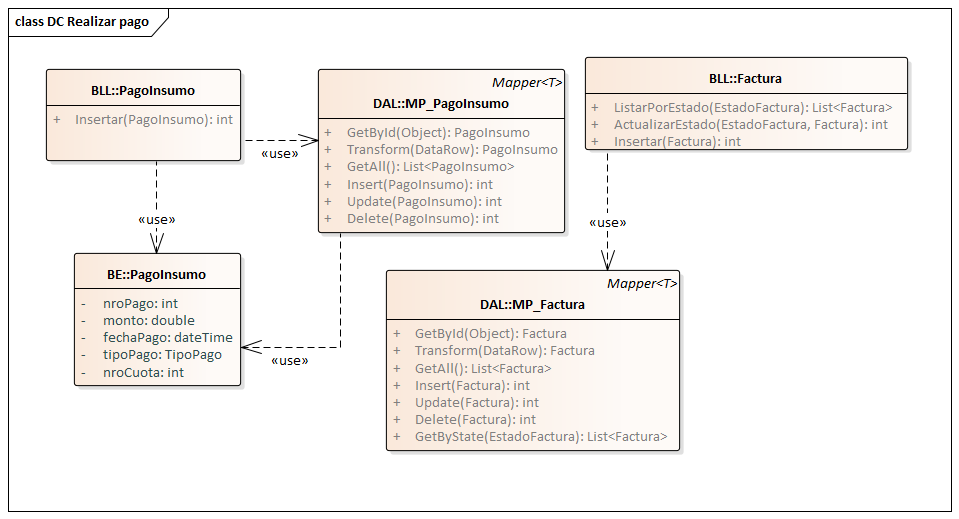 class DC Realizar pago
BLL::PagoInsumo
+ Insertar(PagoInsumo): int
«use»
Mapper<T>
DAL::MP_PagoInsumo
+ GetById(Object): PagoInsumo
+ Transform(DataRow): PagoInsumo
+ GetAll(): List<PagoInsumo>
+ Insert(PagoInsumo): int
+ Update(PagoInsumo): int
+ Delete(PagoInsumo): int
BLL::Factura
+ ListarPorEstado(EstadoFactura): List<Factura>
+ ActualizarEstado(EstadoFactura, Factura): int
+ Insertar(Factura): int
«use»
«use»
BE::PagoInsumo
- nroPago: int
- monto: double
- fechaPago: dateTime
- tipoPago: TipoPago
- nroCuota: int
«use»
Mapper<T>
DAL::MP_Factura
+ GetById(Object): Factura
+ Transform(DataRow): Factura
+ GetAll(): List<Factura>
+ Insert(Factura): int
+ Update(Factura): int
+ Delete(Factura): int
+ GetByState(EstadoFactura): List<Factura>